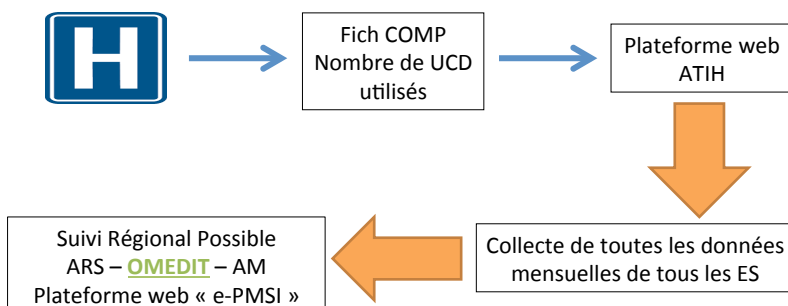 H
Fich COMP
Nombre de UCD
utilisés
Plateforme web
ATIH
Collecte de toutes les données
mensuelles de tous les ES
Suivi Régional Possible
ARS – OMEDIT – AM
Plateforme web « e-PMSI »